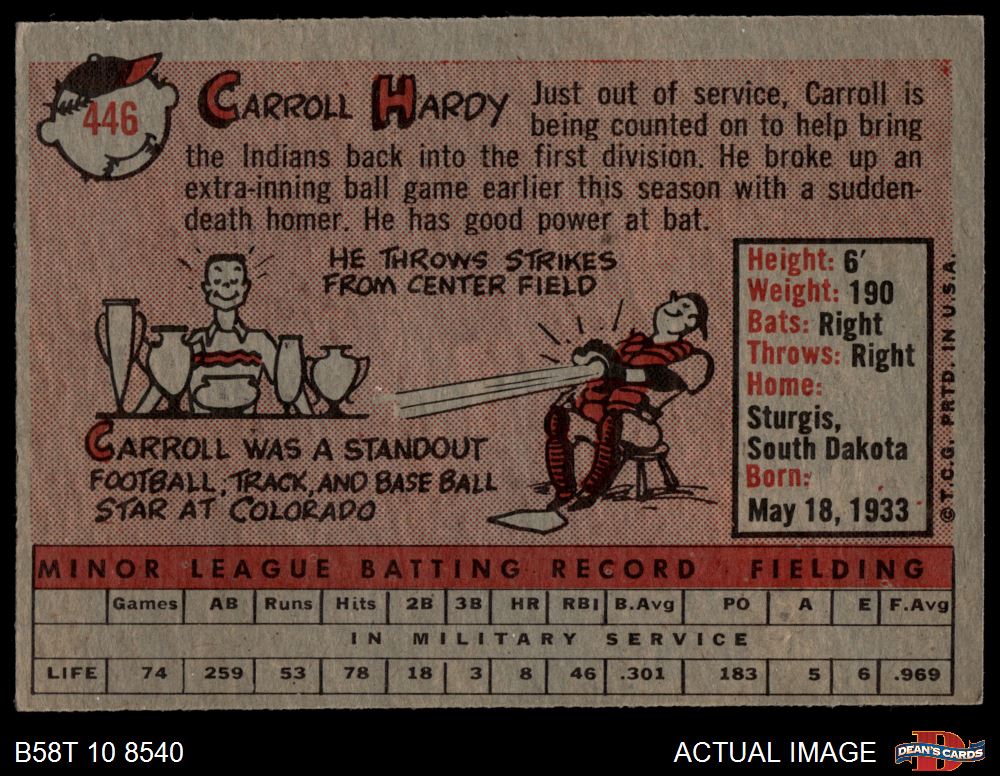 446
CARROLL HARDY
Just out of service, Carroll is
being counted on to help bring
the Indians back into the first division. He broke up an
extra-inning ball game earlier this season with a sudden-
death homer. He has good power at bat.
HE THROWS STRIKES
FROM CENTER FIELD
CARROLL WAS A STANDOUT
FOOTBALL, TRACK, AND BASE BALL
STAR AT COLORADO
Height: 6'
Weight: 190
Bats: Right
Throws: Right
Home:
Sturgis,
South Dakota
Born:
May 18, 1933
© T.C.G. PRTD. IN U.S.A.
MINOR LEAGUE BATTING RECORD FIELDING
Games AB Runs Hits 2B 3B HR RBI B.Avg PO A E F.Avg
IN MILITARY SERVICE
LIFE 74 259 53 78 18 3 8 46 .301 183 5 6 .969
B58T 10 8540
ACTUAL IMAGE
DEAN'S CARDS